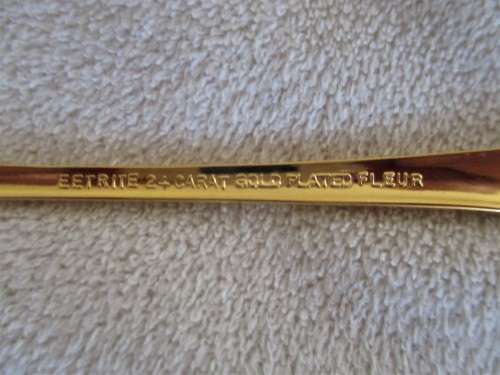 EETRITE 24 CARAT GOLD PLATED FLEUR